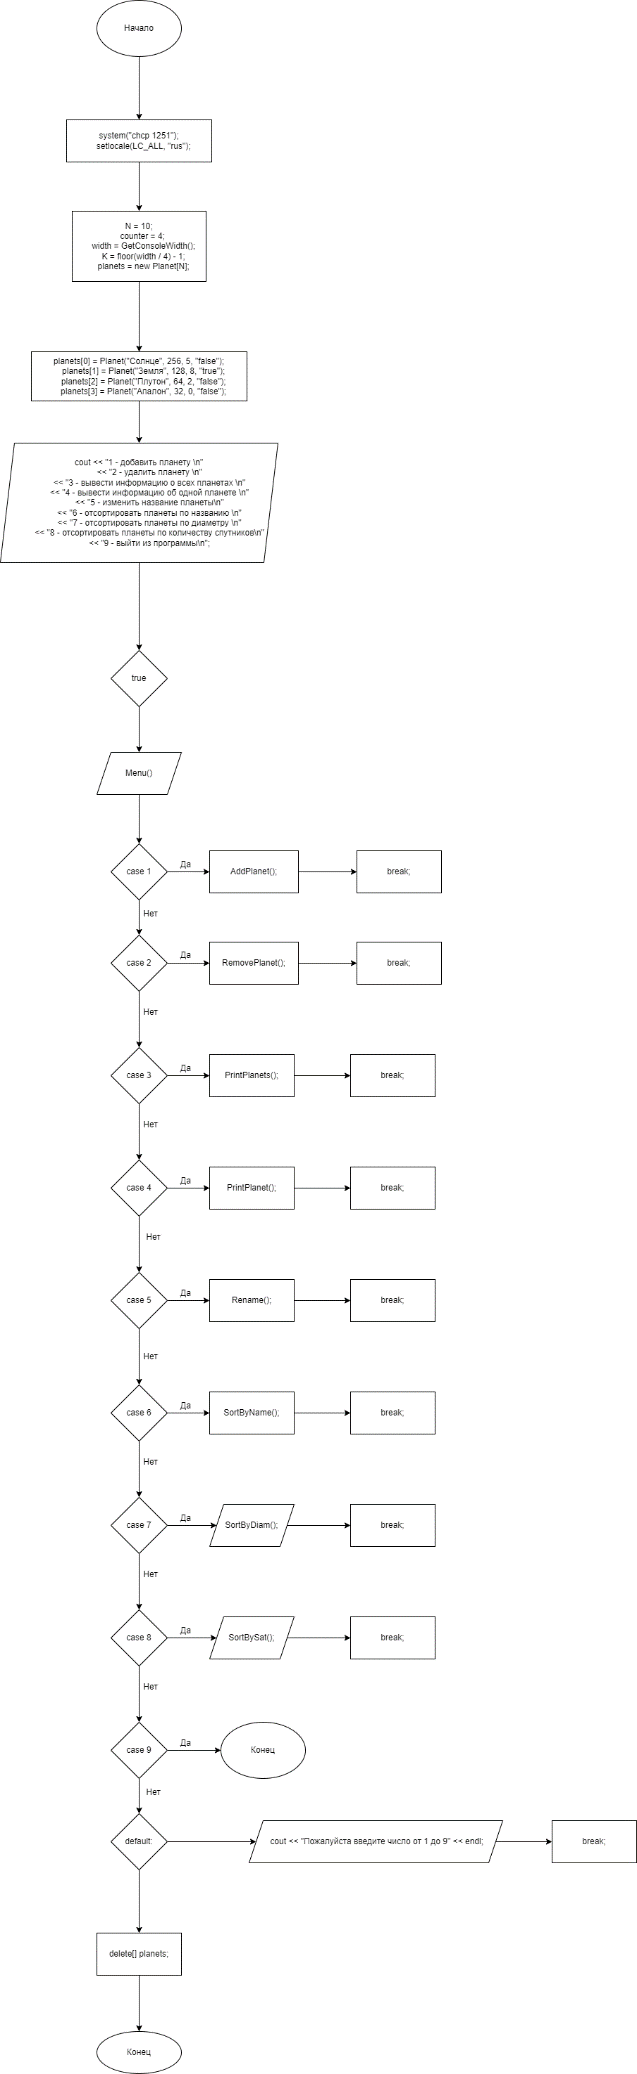 Начало
system("chcp 1251");
setlocale(LC_ALL, "rus");
N = 10;
counter = 4;
width = GetConsoleWidth();
K = floor(width / 4) - 1;
planets = new Planet[N];
planets[0] = Planet("Солнце", 256, 5, "false");
planets[1] = Planet("Земля", 128, 8, "true");
planets[2] = Planet("Плутон", 64, 2, "false");
planets[3] = Planet("Апалон", 32, 0, "false");
cout << "1 - добавить планету \n"
<< "2 - удалить планету \n"
<< "3 - вывести информацию о всех планетах \n"
<< "4 - вывести информацию об одной планете \n"
<< "5 - изменить название планеты\n"
<< "6 - отсортировать планеты по названию \n"
<< "7 - отсортировать планеты по диаметру \n"
<< "8 - отсортировать планеты по количеству спутников\n"
<< "9 - выйти из программы\n";
true
Menu()
case 1
Да
AddPlanet();
break;
Нет
case 2
Да
RemovePlanet();
break;
Нет
case 3
Да
PrintPlanets();
break;
Нет
case 4
Да
PrintPlanet();
break;
Нет
case 5
Да
Rename();
break;
Нет
case 6
Да
SortByName();
break;
Нет
case 7
Да
SortByDiam();
break;
Нет
case 8
Да
SortBySat();
break;
Нет
case 9
Да
Конец
Нет
default:
cout << "Пожалуйста введите число от 1 до 9" << endl;
break;
delete[] planets;
Конец